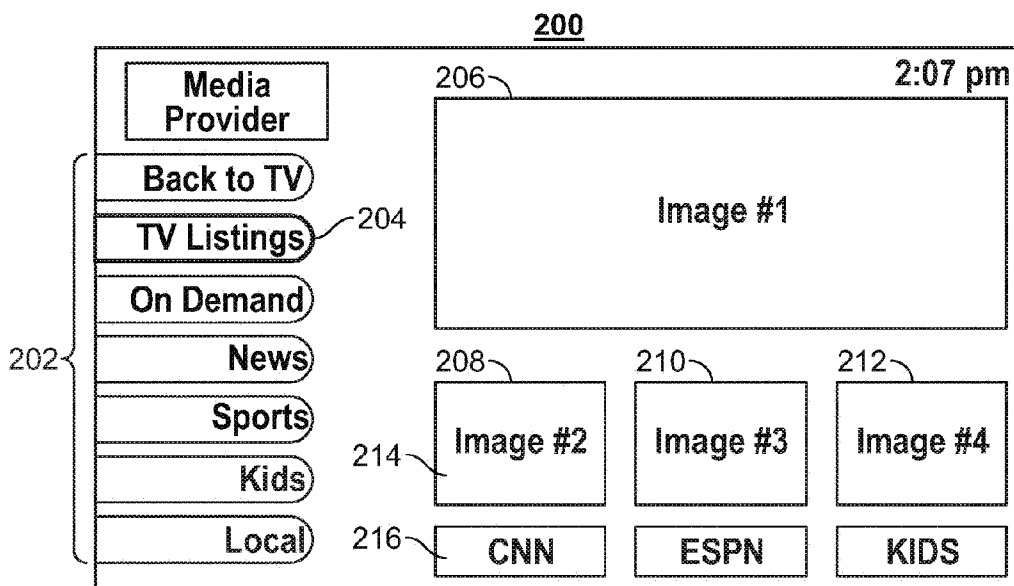 200
2:07 pm
Media
Provider
206
Image #1
Back to TV
TV Listings
204
On Demand
News
Sports
Kids
Local
202
208
210
212
Image #2
Image #3
Image #4
214
216
CNN
ESPN
KIDS